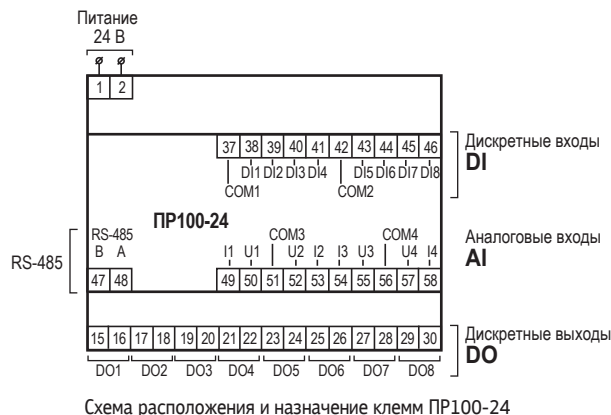 Питание
24 В
1 2
37 38 39 40 41 42 43 44 45 46
DI1 DI2 DI3 DI4 DI5 DI6 DI7 DI8
COM1 COM2
Дискретные входы
DI
ПР100-24
RS-485
RS-485 COM3 COM4
B A I1 U1 U2 I2 I3 U3 U4 I4
47 48 49 50 51 52 53 54 55 56 57 58
Аналоговые входы
AI
15 16 17 18 19 20 21 22 23 24 25 26 27 28 29 30
DO1 DO2 DO3 DO4 DO5 DO6 DO7 DO8
Дискретные выходы
DO
Схема расположения и назначение клемм ПР100-24